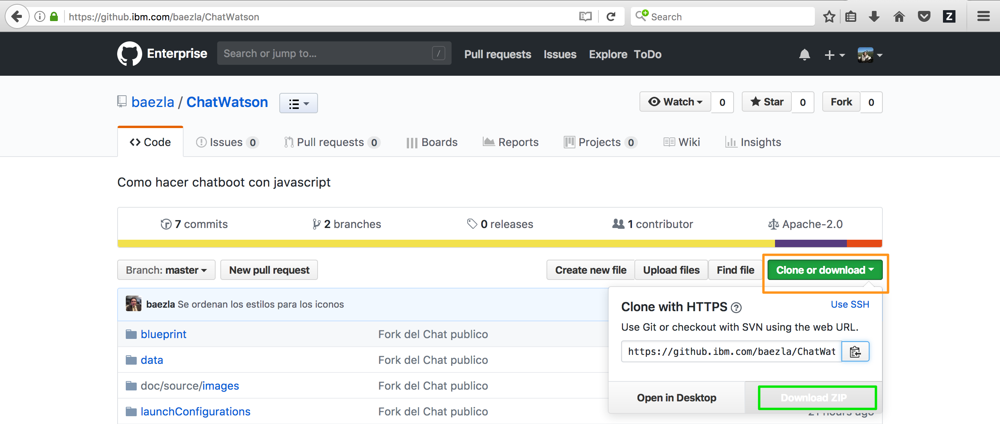 https://github.ibm.com/baezla/ChatWatson
Search
Z
Enterprise
Search or jump to...
/
Pull requests
Issues
Explore
ToDo
baezla / ChatWatson
Watch 0
Star 0
Fork 0
Code
Issues 0
Pull requests 0
Boards
Reports
Projects 0
Wiki
Insights
Como hacer chatboot con javascript
7 commits
2 branches
0 releases
1 contributor
Apache-2.0
Branch: master
New pull request
Create new file
Upload files
Find file
Clone or download
baezla Se ordenan los estilos para los iconos
Clone with HTTPS ?
Use SSH
Use Git or checkout with SVN using the web URL.
https://github.ibm.com/baezla/ChatWat
Open in Desktop
Download ZIP
blueprint
Fork del Chat publico
data
Fork del Chat publico
doc/source/images
Fork del Chat publico
launchConfigurations
Fork del Chat publico
21 hours ago